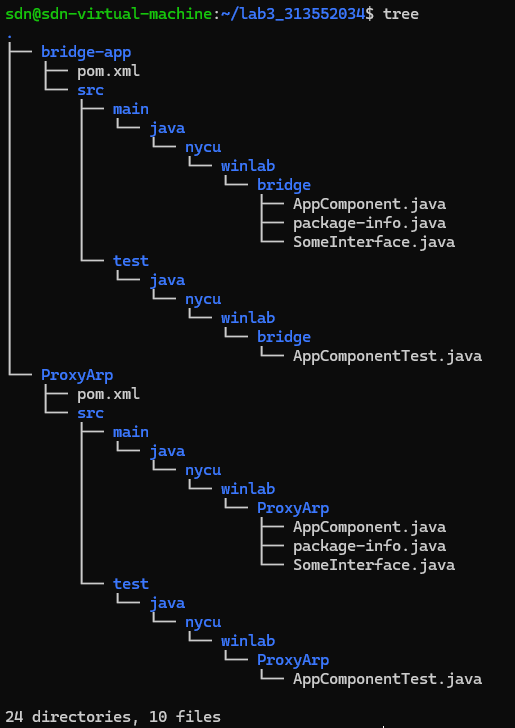 sdn@sdn-virtual-machine:~/lab3_313552034$ tree
.
├── bridge-app
│   ├── pom.xml
│   └── src
│       ├── main
│       │   └── java
│       │       └── nycu
│       │           └── winlab
│       │               └── bridge
│       │                   ├── AppComponent.java
│       │                   ├── package-info.java
│       │                   └── SomeInterface.java
│       └── test
│           └── java
│               └── nycu
│                   └── winlab
│                       └── bridge
│                           └── AppComponentTest.java
└── ProxyArp
    ├── pom.xml
    └── src
        ├── main
        │   └── java
        │       └── nycu
        │           └── winlab
        │               └── ProxyArp
        │                   ├── AppComponent.java
        │                   ├── package-info.java
        │                   └── SomeInterface.java
        └── test
            └── java
                └── nycu
                    └── winlab
                        └── ProxyArp
                            └── AppComponentTest.java

24 directories, 10 files